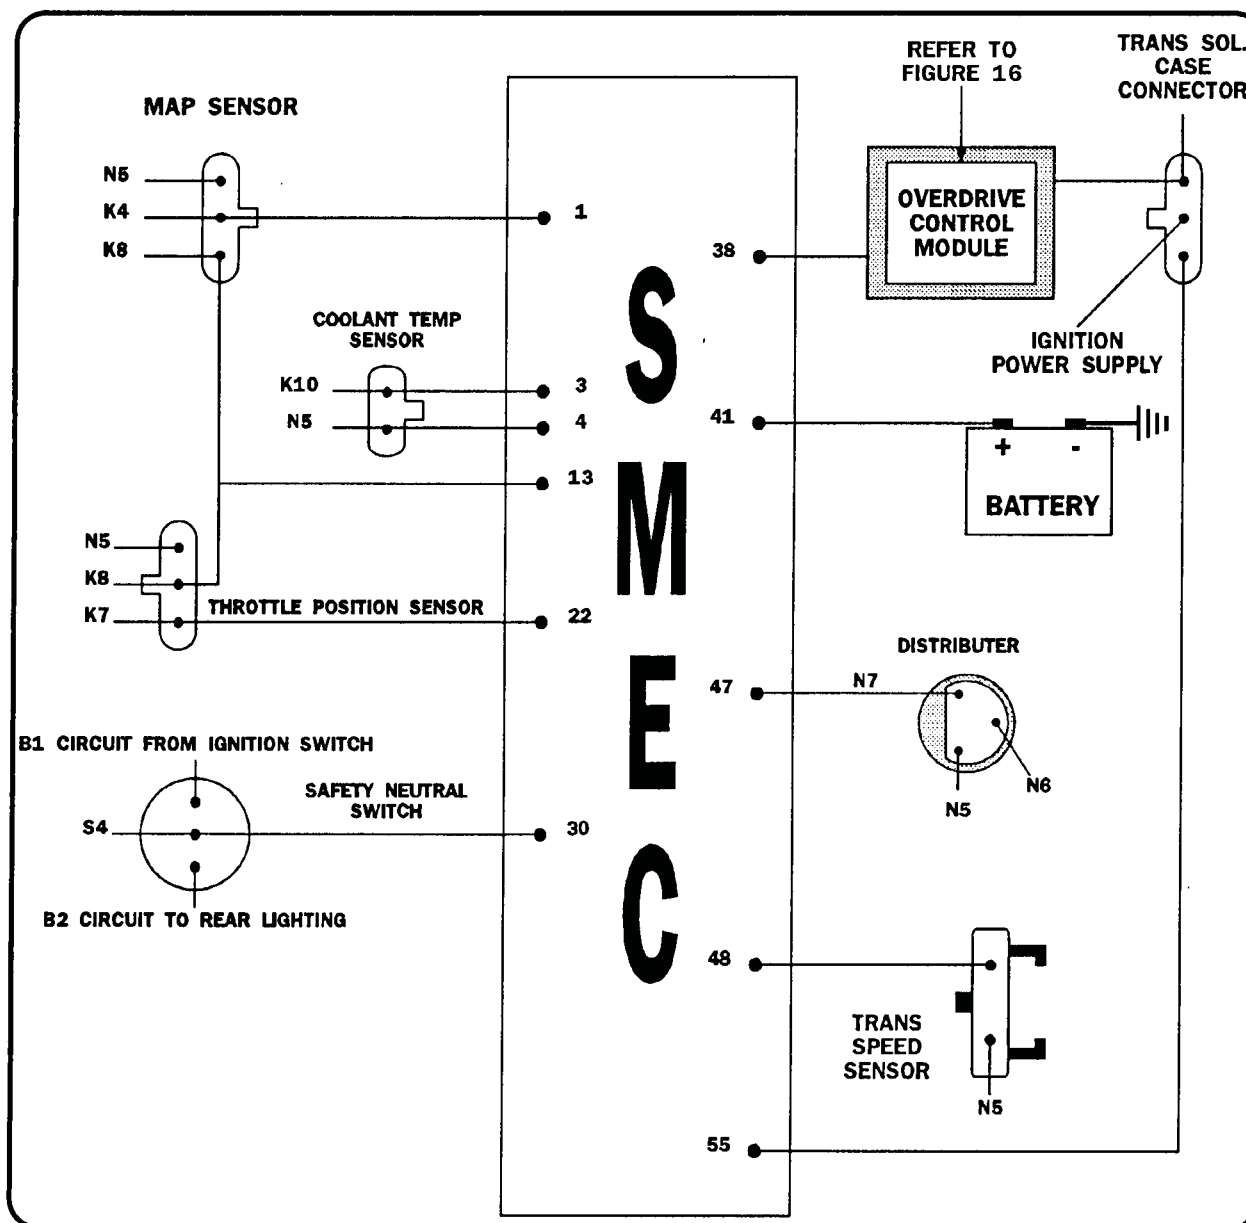 REFER TO
FIGURE 16
TRANS SOL.
CASE
CONNECTOR
MAP SENSOR
N5
K4
K8
1
38
OVERDRIVE
CONTROL
MODULE
IGNITION
POWER SUPPLY
COOLANT TEMP
SENSOR
K10
N5
3
4
13
41
+ -
BATTERY
S
M
E
C
N5
K8
K7
THROTTLE POSITION SENSOR
22
DISTRIBUTER
47
N7
N6
N5
B1 CIRCUIT FROM IGNITION SWITCH
SAFETY NEUTRAL
SWITCH
S4
30
B2 CIRCUIT TO REAR LIGHTING
48
TRANS
SPEED
SENSOR
N5
55